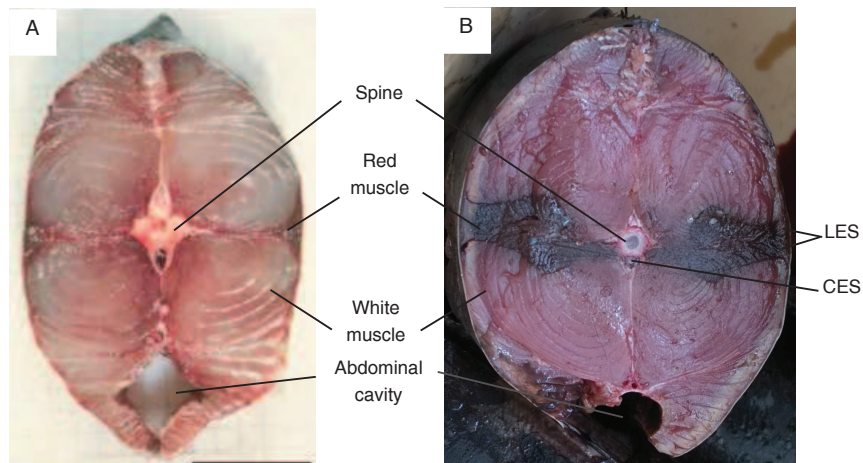 A
B
Spine
Red
muscle
LES
CES
White
muscle
Abdominal
cavity